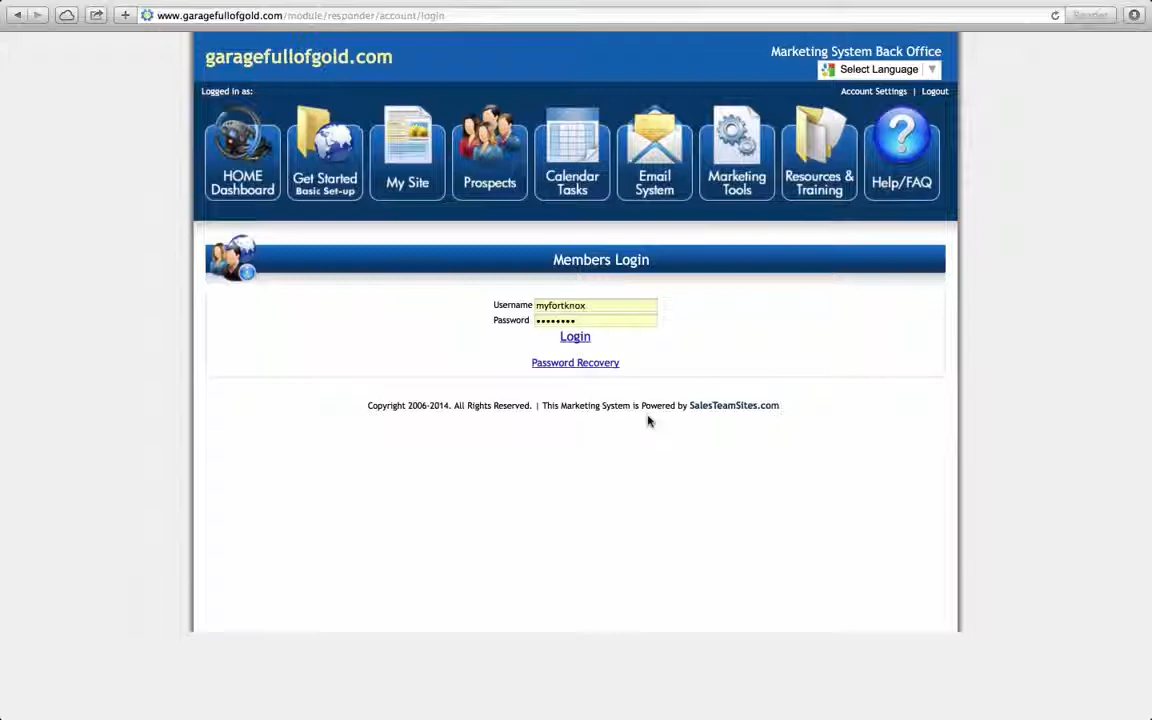 www.garagefullofgold.com/module/responder/account/login
Reader
garagefullofgold.com
Marketing System Back Office
Select Language
Logged in as:
Account Settings | Logout
HOME Dashboard
Get Started Basic Set-up
My Site
Prospects
Calendar Tasks
Email System
Marketing Tools
Resources & Training
Help/FAQ
Members Login
Username myfortknox
Password ••••••••
Login
Password Recovery
Copyright 2006-2014. All Rights Reserved. | This Marketing System is Powered by SalesTeamSites.com